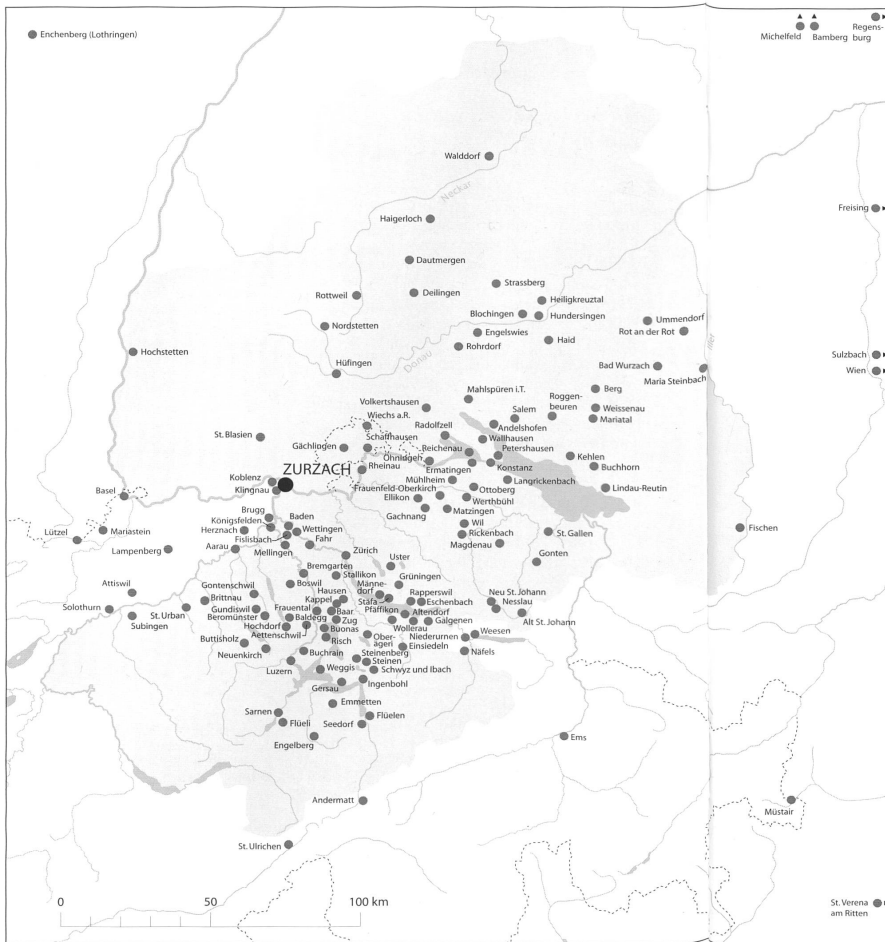 Enchenberg (Lothringen)
Michelfeld
Bamberg
Regens-
burg
Walddorf
Neckar
Freising
Haigerloch
Dautmergen
Strassberg
Deilingen
Rottweil
Heiligkreuztal
Blochingen
Hundersingen
Ummendorf
Nordstetten
Engelswies
Rot an der Rot
Iller
Haid
Rohrdorf
Hochstetten
Donau
Sulzbach
Hüfingen
Bad Wurzach
Maria Steinbach
Wien
Mahlspüren i.T.
Berg
Roggen-
beuren
Volkertshausen
Weissenau
Salem
Wiechs a.R.
Mariatal
Radolfzell
Andelshofen
St. Blasien
Schaffhausen
Wallhausen
Gächlingen
Reichenau
Petershausen
Öhningen
Kehlen
ZURZACH
Rheinau
Ermatingen
Konstanz
Buchhorn
Koblenz
Mühlheim
Langrickenbach
Klingnau
Frauenfeld-Oberkirch
Ottoberg
Lindau-Reutin
Basel
Ellikon
Werthbühl
Gachnang
Matzingen
Brugg
Baden
Königsfelden
Wil
Fischen
Herznach
Wettingen
Rickenbach
St. Gallen
Mariastein
Fislisbach
Fahr
Lützel
Magdenau
Lampenberg
Aarau
Mellingen
Zürich
Gonten
Uster
Bremgarten
Stallikon
Grüningen
Attiswil
Gontenschwil
Boswil
Männe-
dorf
Hausen
Rapperswil
Neu St. Johann
Brittnau
Kappel
Stäfa
Eschenbach
Nesslau
Solothurn
Gundiswil
Frauental
Baar
Pfäffikon
Altendorf
St. Urban
Beromünster
Baldegg
Zug
Galgenen
Alt St. Johann
Subingen
Hochdorf
Buonas
Wollerau
Aettenschwil
Ober-
ägeri
Niederurnen
Weesen
Buttisholz
Risch
Einsiedeln
Neuenkirch
Buchrain
Steinenberg
Näfels
Luzern
Steinen
Weggis
Schwyz und Ibach
Gersau
Ingenbohl
Emmetten
Sarnen
Flüelen
Flüeli
Seedorf
Engelberg
Ems
Andermatt
Müstair
St. Ulrichen
0 50 100 km
St. Verena
am Ritten